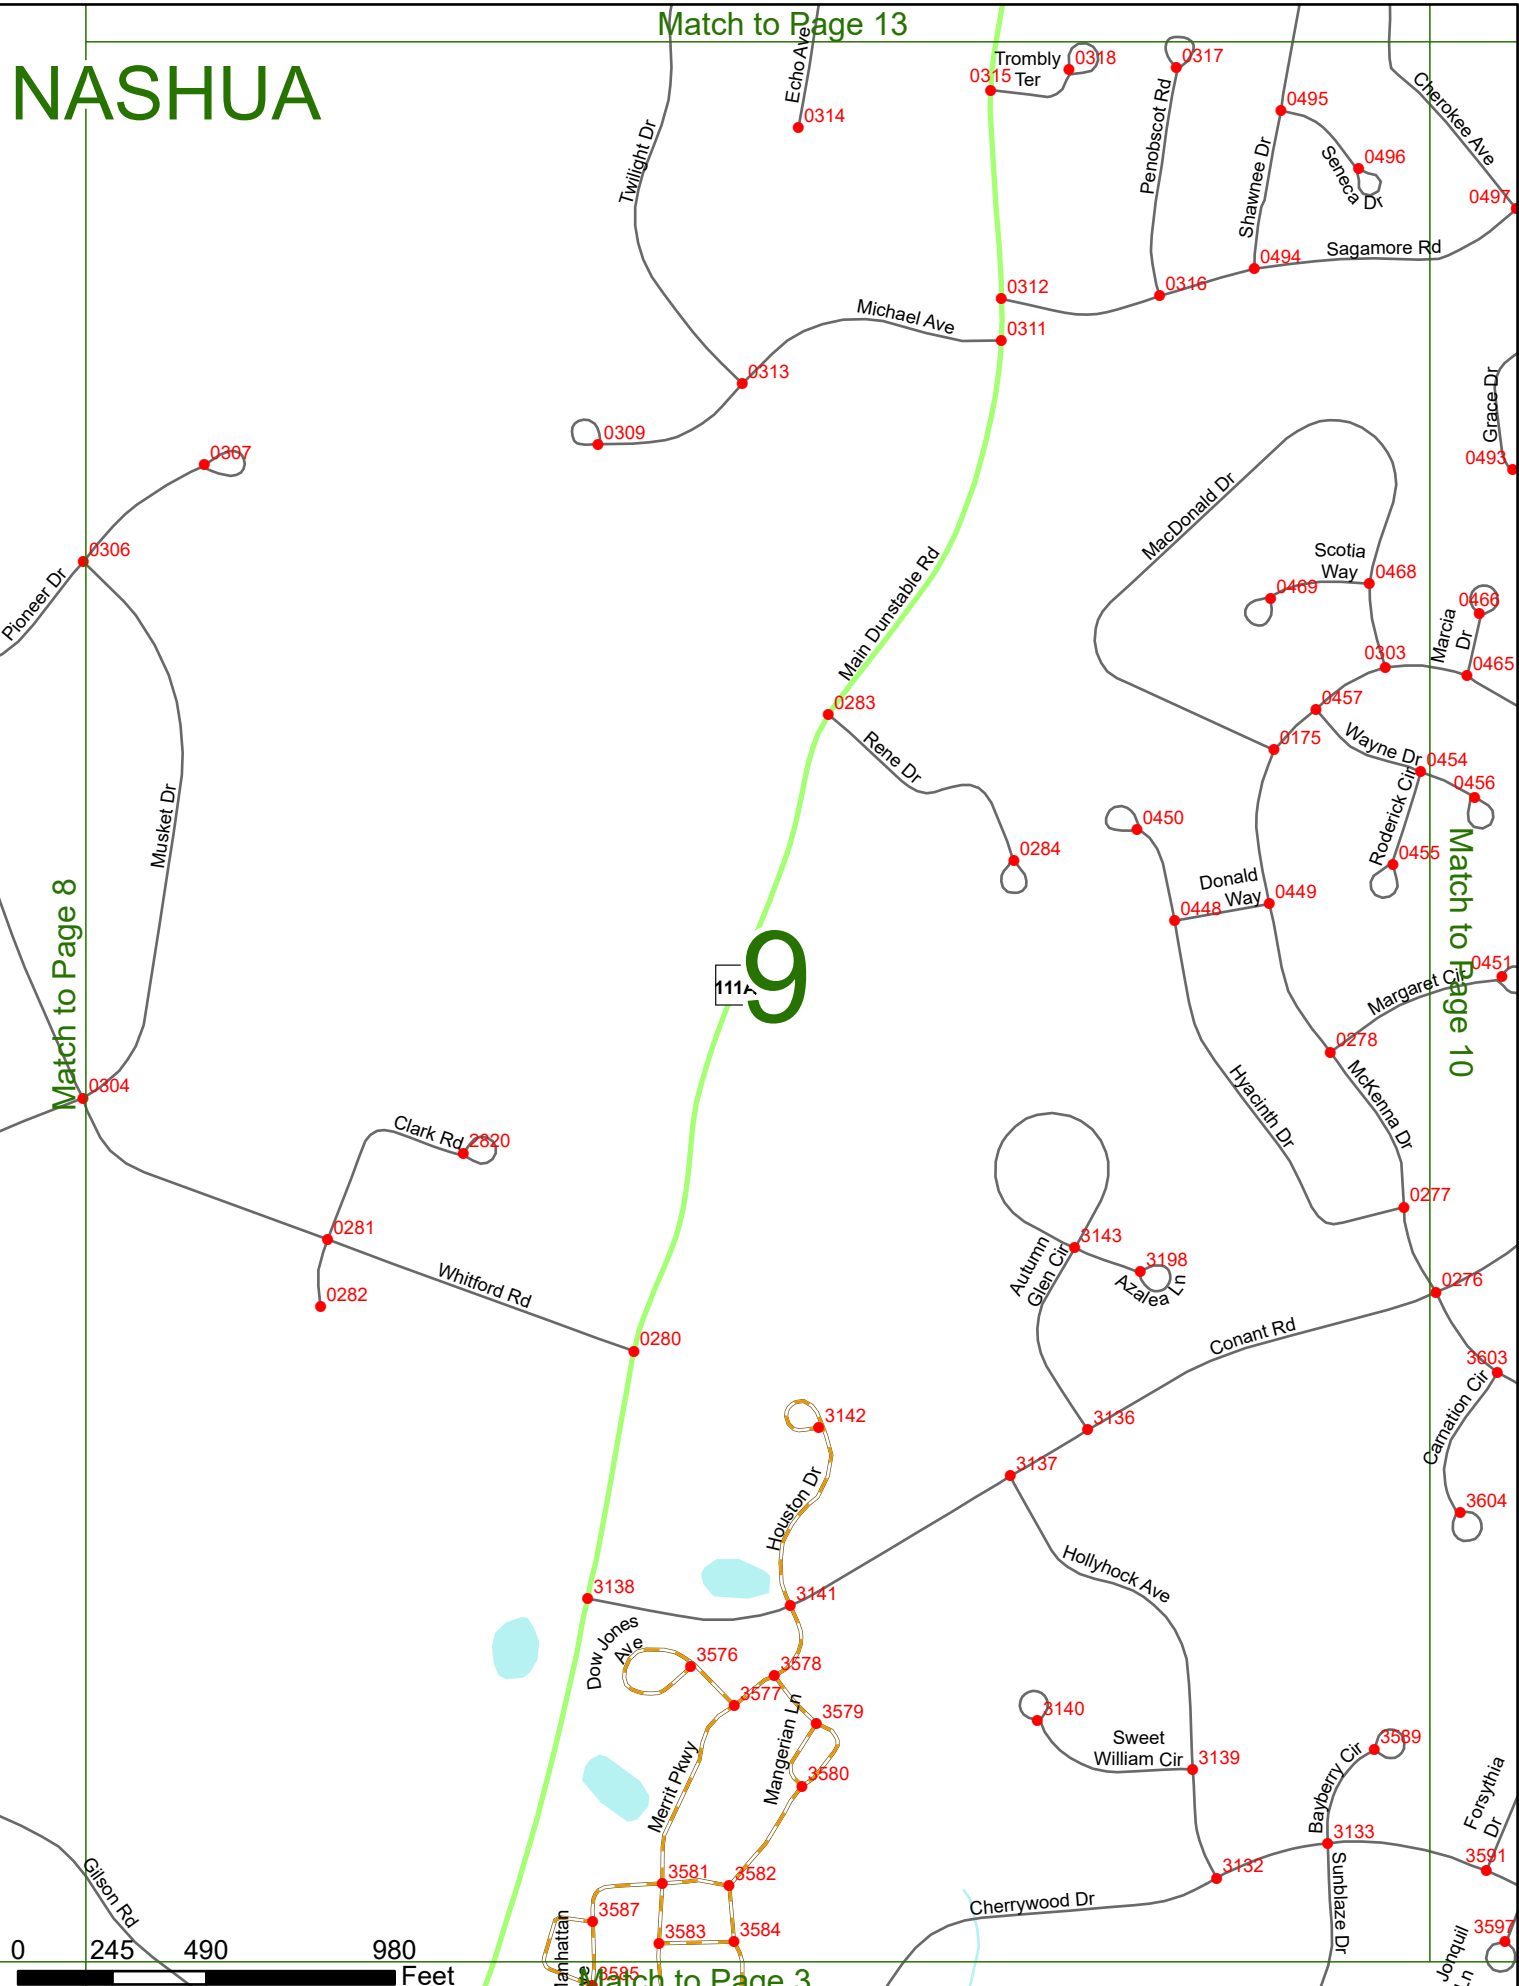 Match to Page 13
NASHUA
Echo Ave
0314
Twilight Dr
0315
Trombly
Ter
0318
0317
Penobscot Rd
0495
Shawnee Dr
Seneca Dr
0496
Cherokee Ave
0497
Sagamore Rd
0494
0316
0312
0311
Michael Ave
0313
0309
0307
0306
Pioneer Dr
Grace Dr
0493
MacDonald Dr
Scotia
Way
0468
0469
0466
Marcia
Dr
0465
0303
0457
0175
Wayne Dr
0454
0456
Roderick Cir
0455
Main Dunstable Rd
0283
Rene Dr
0284
0450
Donald
Way
0449
0448
Musket Dr
Match to Page 8
0304
111A
9
Match to Page 10
Margaret Cir
0451
0278
McKenna Dr
Hyacinth Dr
0277
Clark Rd
2820
0281
0282
Whitford Rd
0280
3143
Autumn
Glen Cir
3198
Azalea Ln
0276
Conant Rd
3603
Carnation Cir
3604
3136
3137
3142
Houston Dr
3138
3141
Hollyhock Ave
Dow Jones
Ave
3576
3578
3577
3579
Mangerian Ln
3580
Merrit Pkwy
3140
Sweet
William Cir
3139
3589
Bayberry Cir
3133
Forsythia
Dr
3591
3132
Sunblaze Dr
Cherrywood Dr
3581
3582
3587
3583
3584
3585
Gilson Rd
3597
Jonquil
Ln
0 245 490 980
Feet
Match to Page 3